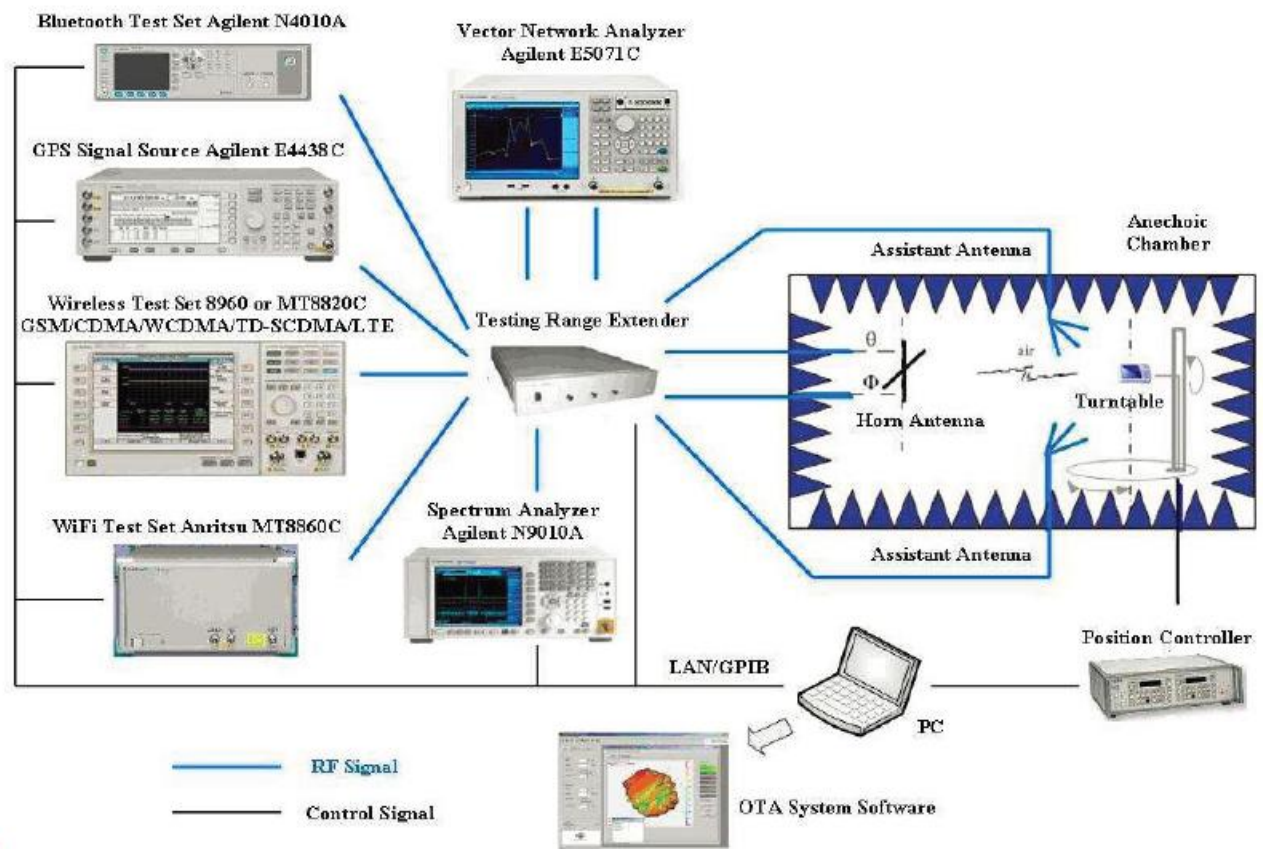 Bluetooth Test Set Agilent N4010A
Vector Network Analyzer
Agilent E5071C
GPS Signal Source Agilent E4438C
Anechoic
Chamber
Assistant Antenna
Wireless Test Set 8960 or MT8820C
GSM/CDMA/WCDMA/TD-SCDMA/LTE
Testing Range Extender
θ
air
Φ
Turntable
Horn Antenna
WiFi Test Set Anritsu MT8860C
Spectrum Analyzer
Agilent N9010A
Assistant Antenna
Position Controller
LAN/GPIB
PC
RF Signal
OTA System Software
Control Signal